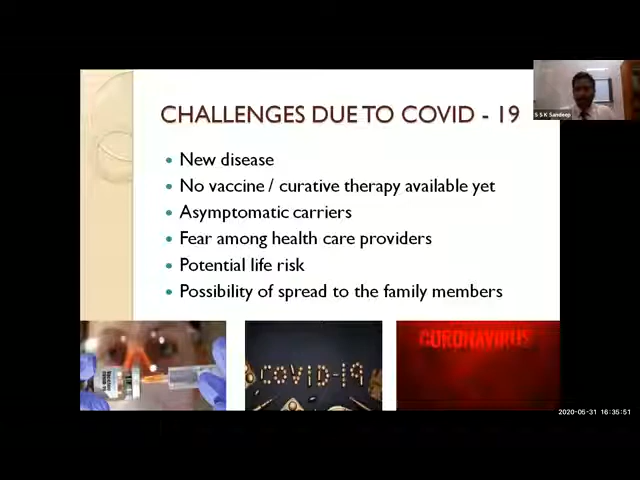 CHALLENGES DUE TO COVID - 19
S S K Sandeep
• New disease
• No vaccine / curative therapy available yet
• Asymptomatic carriers
• Fear among health care providers
• Potential life risk
• Possibility of spread to the family members
COVID-19
CORONAVIRUS
2020-05-31 16:35:51